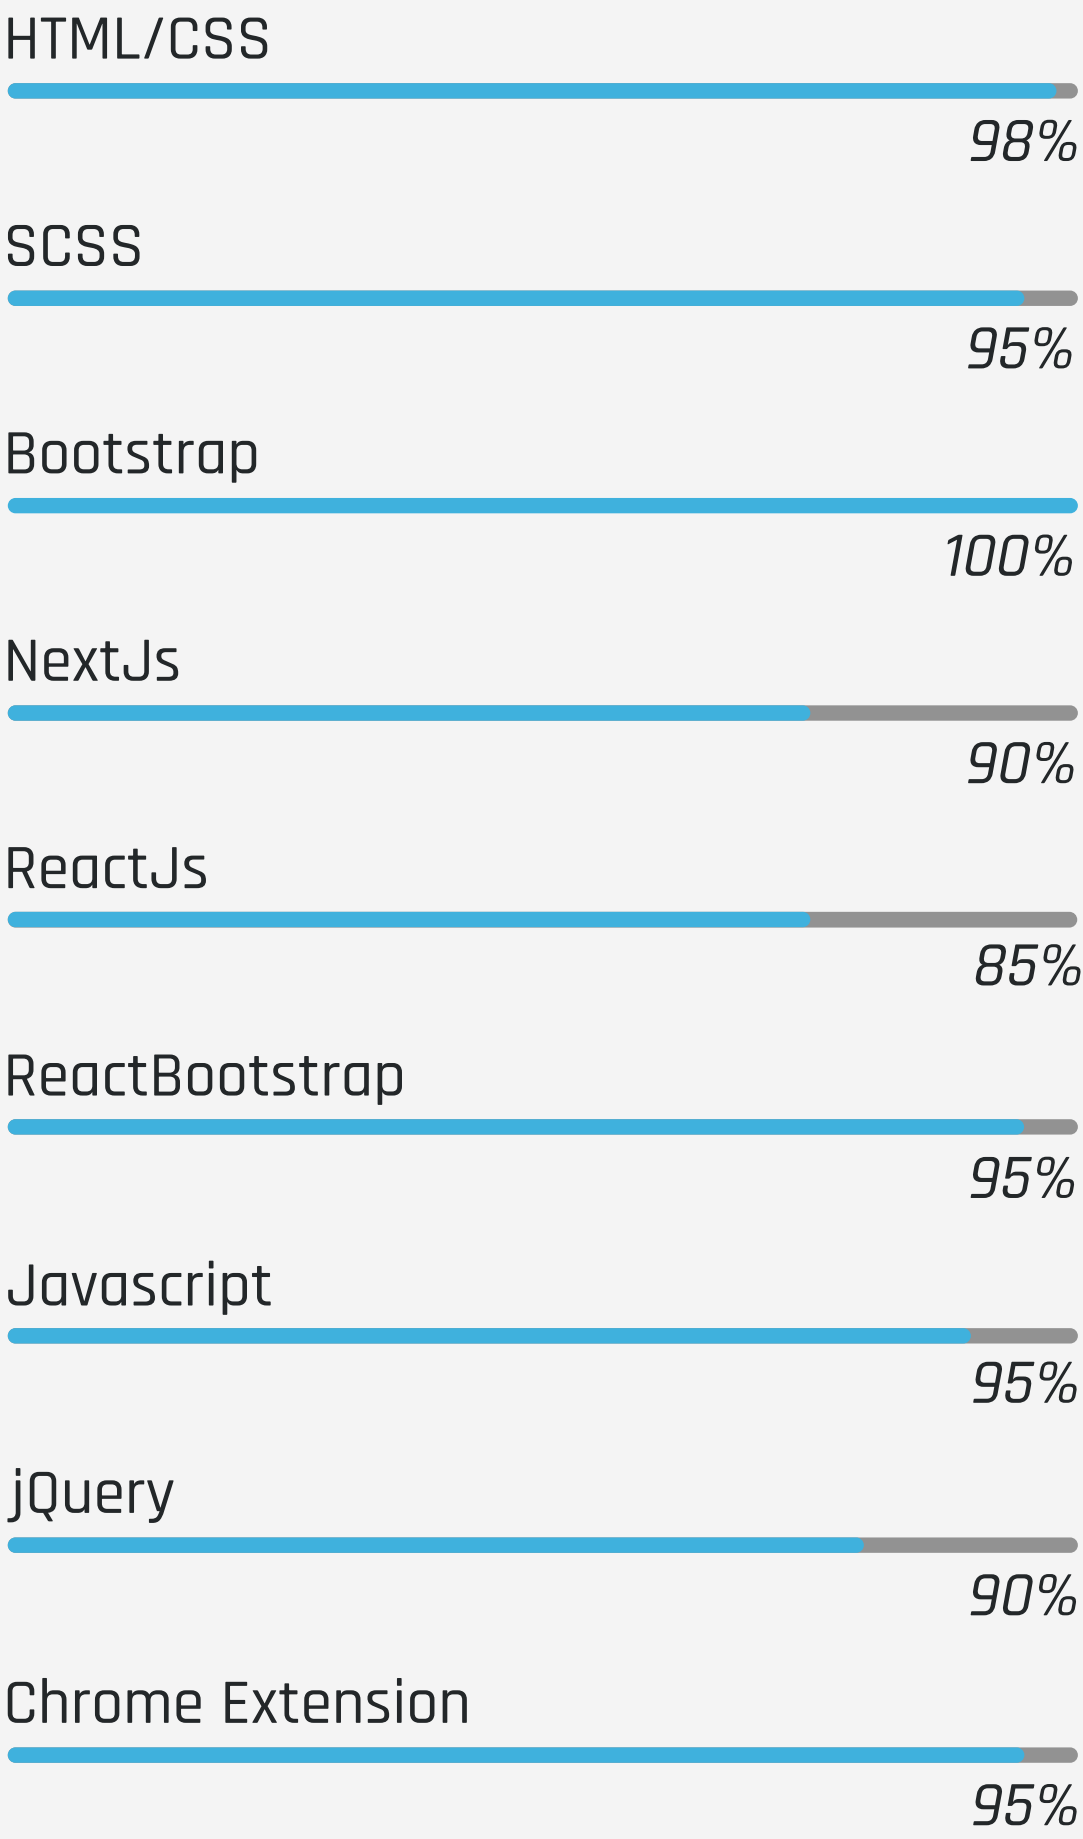 HTML/CSS
98%
SCSS
95%
Bootstrap
100%
NextJs
90%
ReactJs
85%
ReactBootstrap
95%
Javascript
95%
jQuery
90%
Chrome Extension
95%